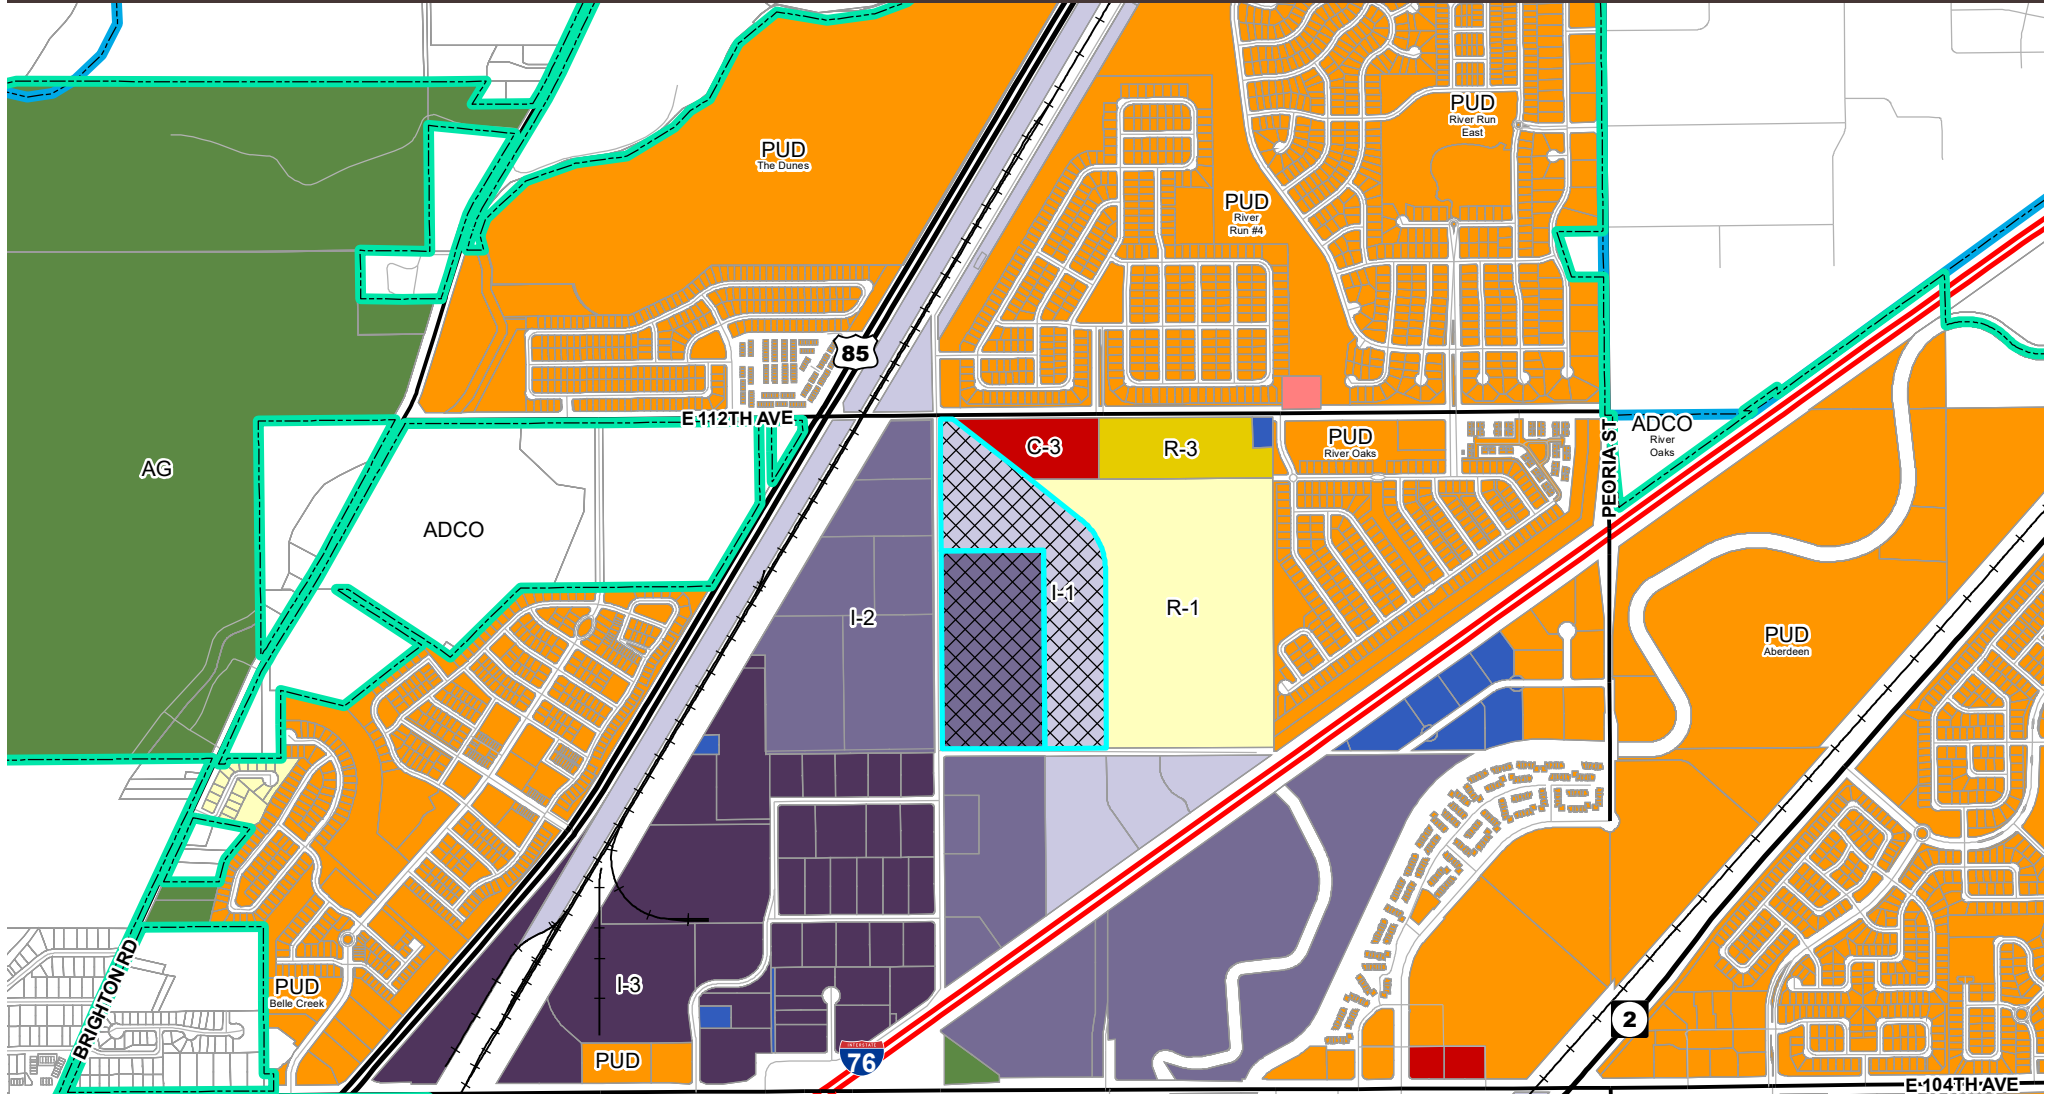 PUD
River Run
East
PUD
The Dunes
PUD
River
Run #4
85
E 112TH AVE
ADCO
River
Oaks
PEORIA ST
C-3
R-3
PUD
River Oaks
AG
ADCO
I-1
R-1
I-2
PUD
Aberdeen
I-3
PUD
Belle Creek
BRIGHTON RD
2
INTERSTATE
76
PUD
E 104TH AVE